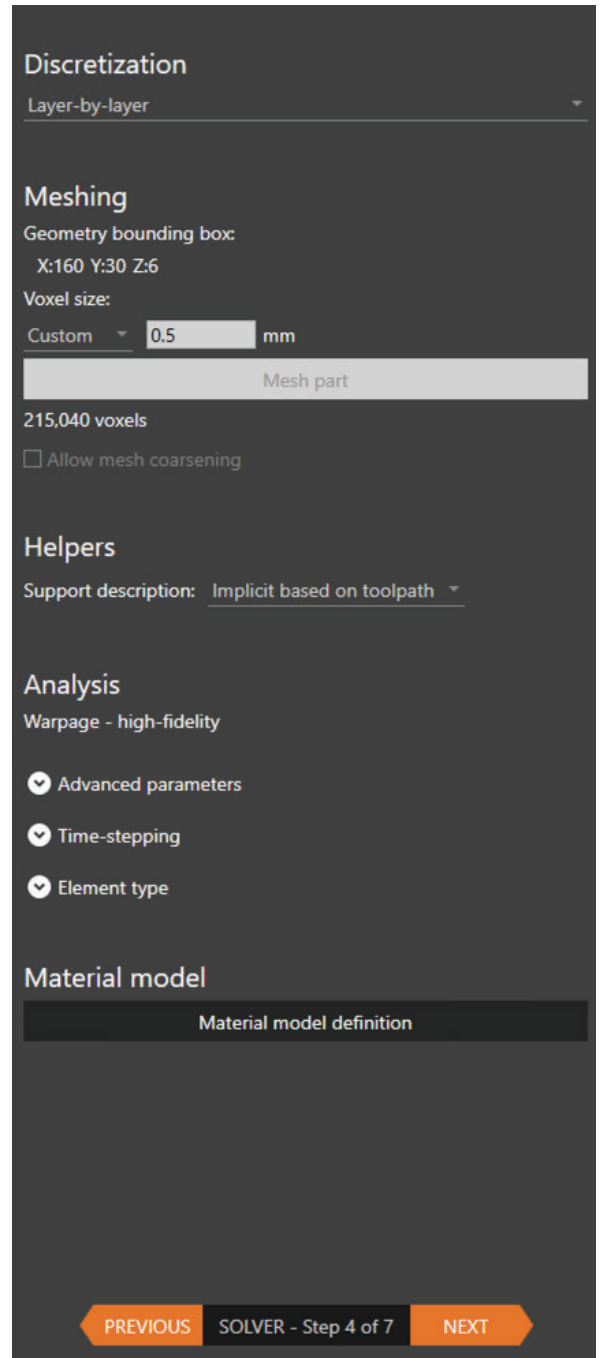 Discretization
Layer-by-layer
Meshing
Geometry bounding box:
X:160 Y:30 Z:6
Voxel size:
Custom 0.5 mm
Mesh part
215,040 voxels
Allow mesh coarsening
Helpers
Support description: Implicit based on toolpath
Analysis
Warpage - high-fidelity
Advanced parameters
Time-stepping
Element type
Material model
Material model definition
PREVIOUS SOLVER - Step 4 of 7 NEXT